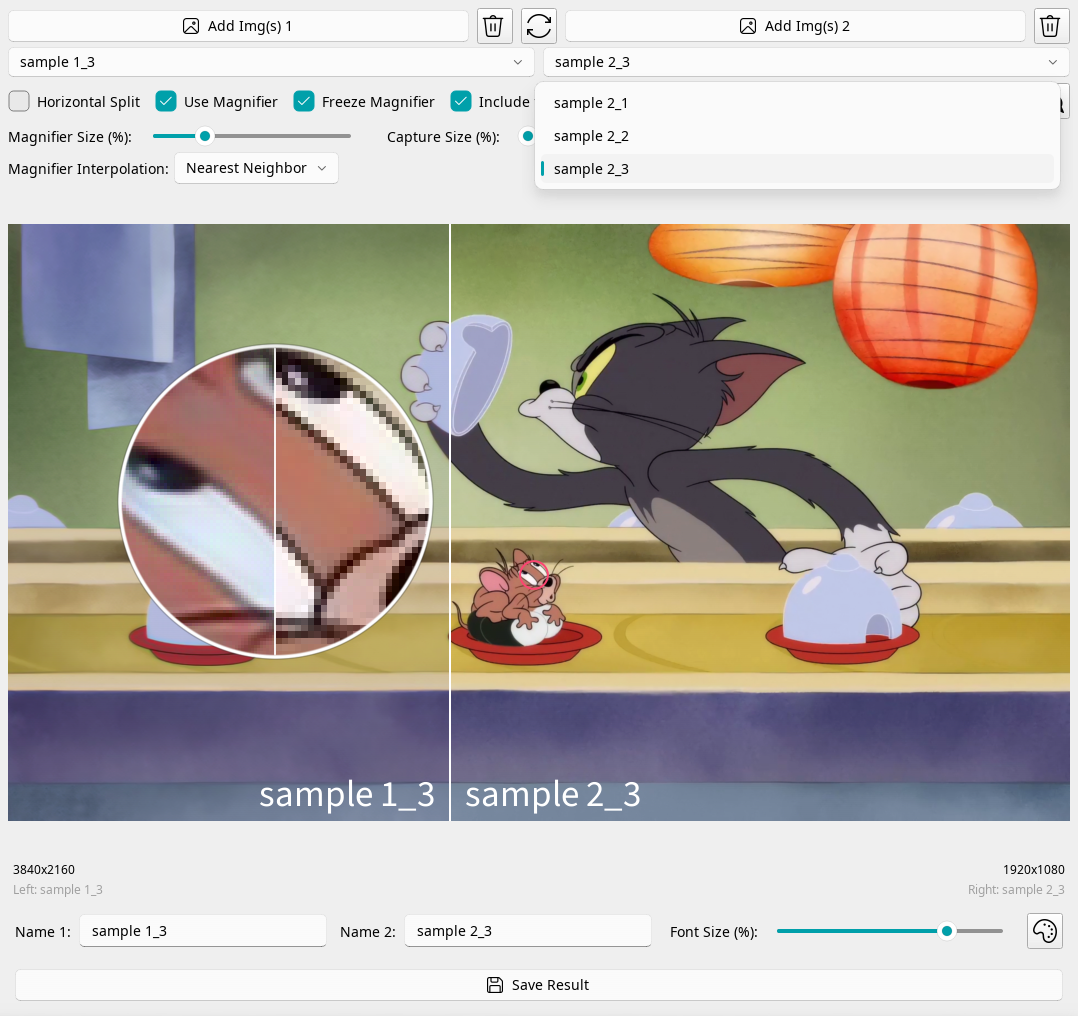 Add Img(s) 1
Add Img(s) 2
sample 1_3
sample 2_3
Horizontal Split
Use Magnifier
Freeze Magnifier
Include
sample 2_1
sample 2_2
sample 2_3
Magnifier Size (%):
Capture Size (%):
Magnifier Interpolation:
Nearest Neighbor
sample 1_3
sample 2_3
3840x2160
1920x1080
Left: sample 1_3
Right: sample 2_3
Name 1:
sample 1_3
Name 2:
sample 2_3
Font Size (%):
Save Result